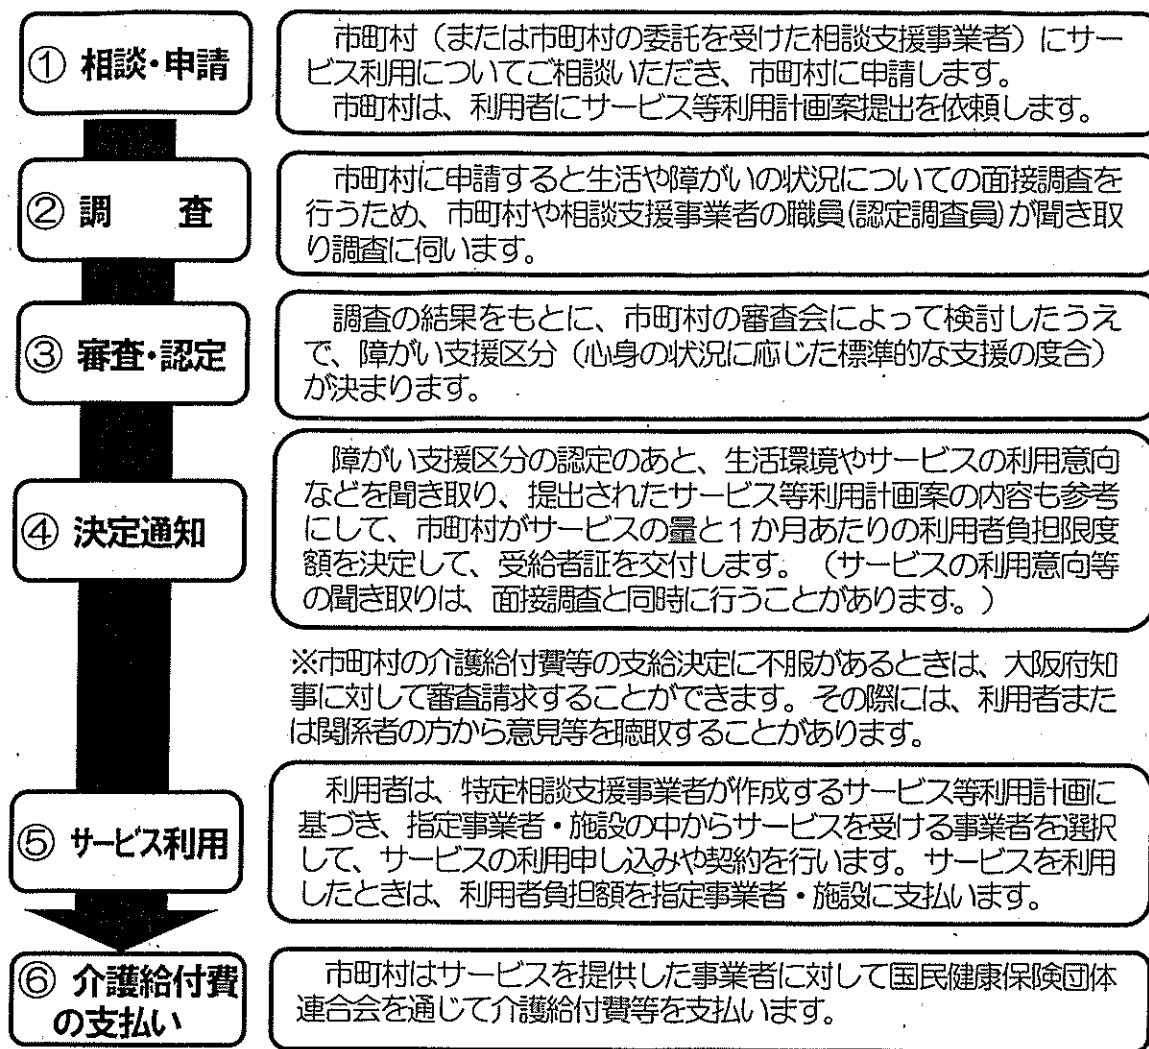 ① 相談・申請
市町村（または市町村の委託を受けた相談支援事業者）にサー
ビス利用についてご相談いただき、市町村に申請します。
市町村は、利用者にサービス等利用計画案提出を依頼します。
② 調　査
市町村に申請すると生活や障がいの状況についての面接調査を
行うため、市町村や相談支援事業者の職員(認定調査員)が聞き取
り調査に伺います。
③ 審査・認定
調査の結果をもとに、市町村の審査会によって検討したうえ
で、障がい支援区分（心身の状況に応じた標準的な支援の度合）
が決まります。
④ 決定通知
障がい支援区分の認定のあと、生活環境やサービスの利用意向
などを聞き取り、提出されたサービス等利用計画案の内容も参考
にして、市町村がサービスの量と１か月あたりの利用者負担限度
額を決定して、受給者証を交付します。（サービスの利用意向等
の聞き取りは、面接調査と同時に行うことがあります。）
※市町村の介護給付費等の支給決定に不服があるときは、大阪府知
事に対して審査請求することができます。その際には、利用者また
は関係者の方から意見等を聴取することがあります。
⑤ サービス利用
利用者は、特定相談支援事業者が作成するサービス等利用計画に
基づき、指定事業者・施設の中からサービスを受ける事業者を選択
して、サービスの利用申し込みや契約を行います。サービスを利用
したときは、利用者負担額を指定事業者・施設に支払います。
⑥ 介護給付費
の支払い
市町村はサービスを提供した事業者に対して国民健康保険団体
連合会を通じて介護給付費等を支払います。